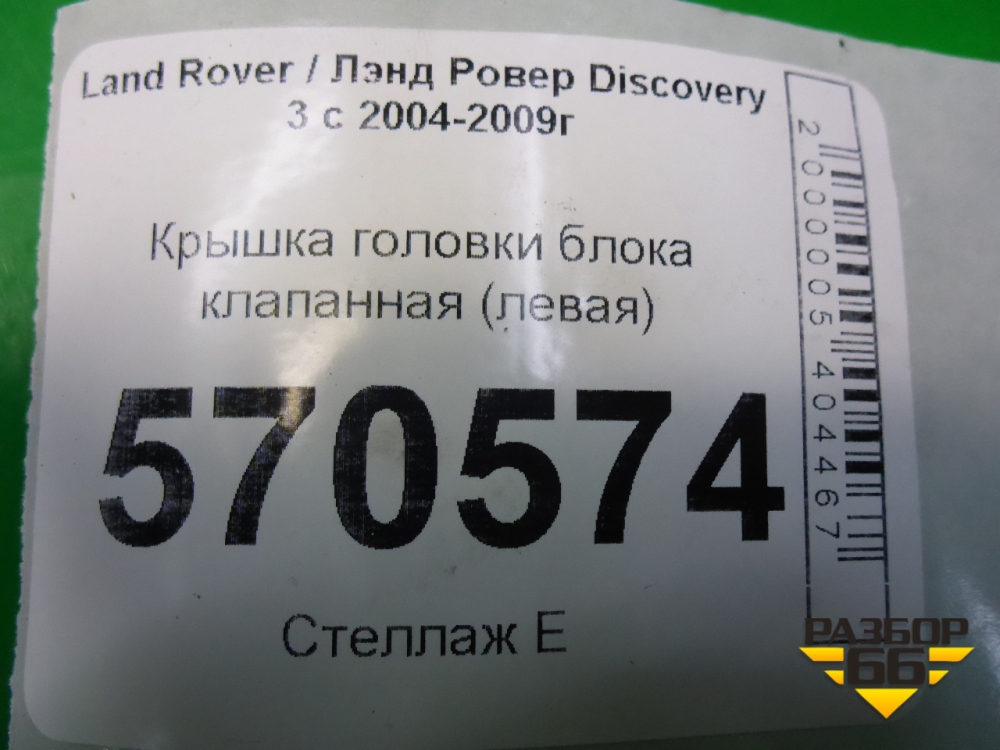 Land Rover / Лэнд Ровер Discovery
3 с 2004-2009г
Крышка головки блока
клапанная (левая)
570574
Стеллаж Е
2000005404467
РАЗБОР
66